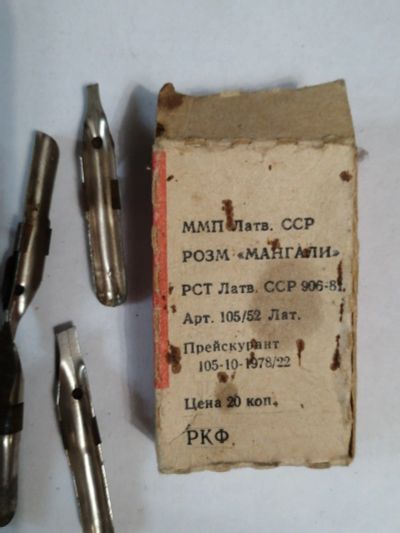 ММП Латв. ССР
РОЗМ «МАНГАЛИ»
РСТ Латв. ССР 906-81.
Арт. 105/52 Лат.
Прейскурант
105-10-1978/22
Цена 20 коп.
РКФ